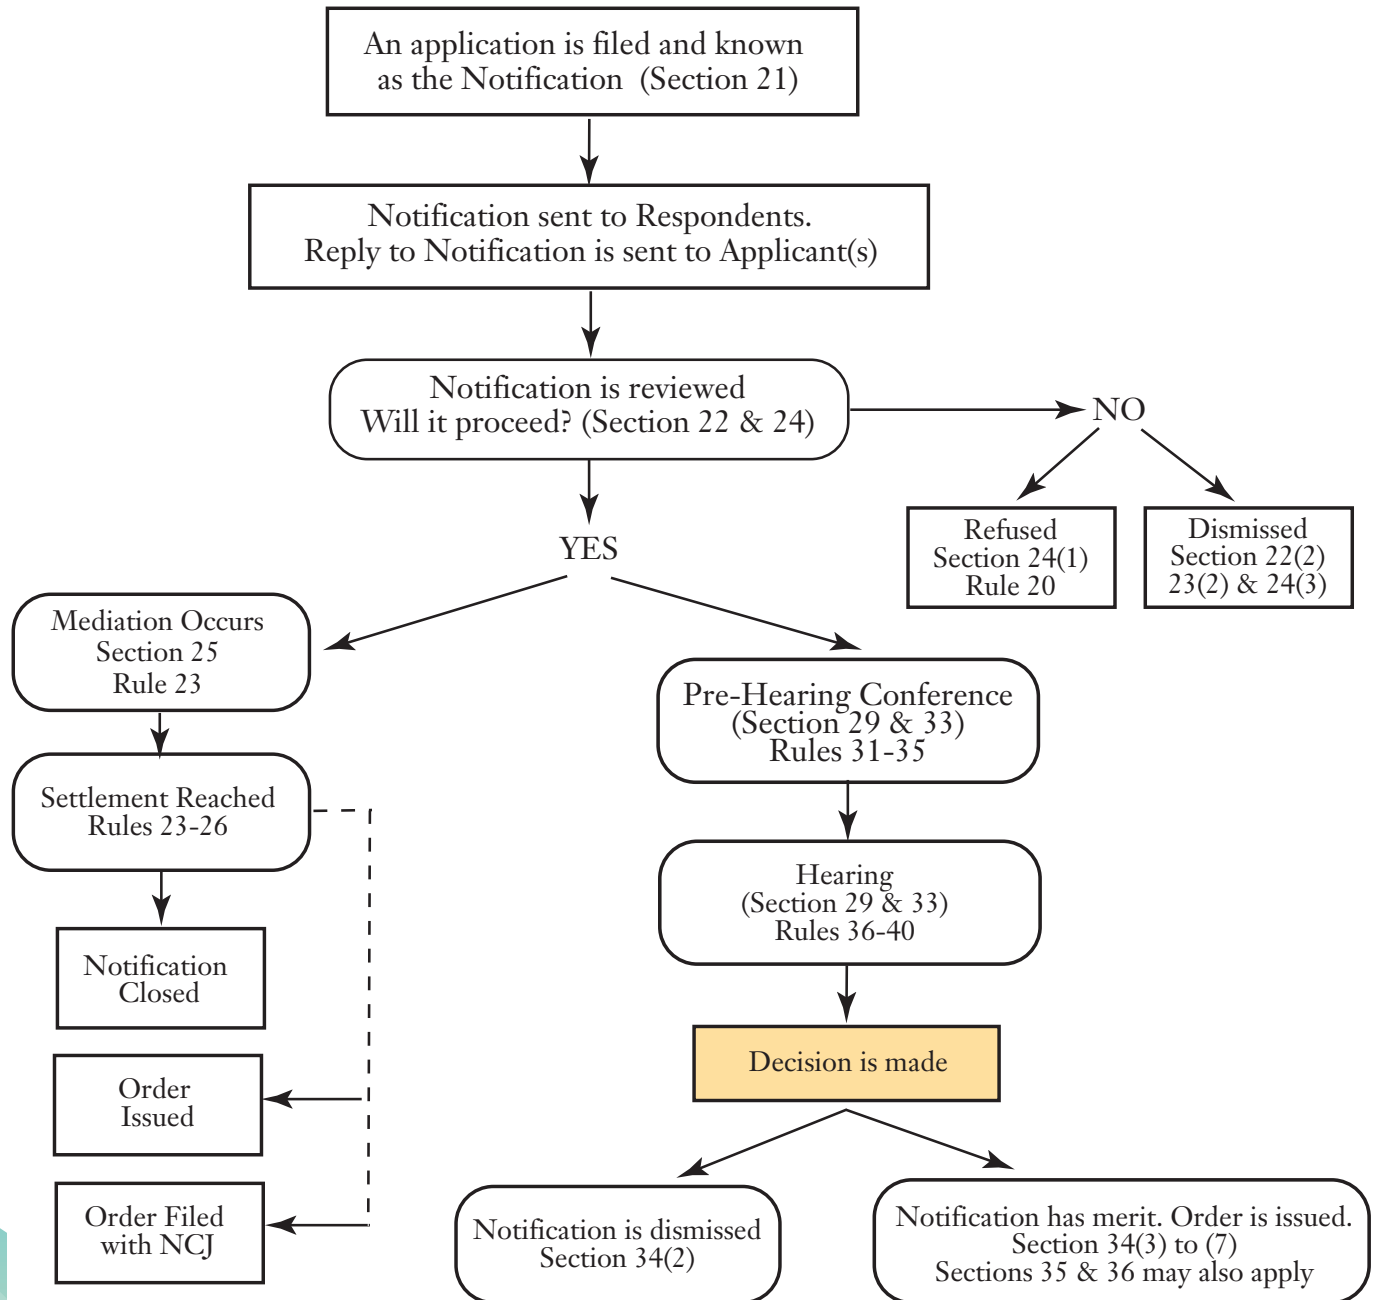 An application is filed and known
as the Notification (Section 21)
Notification sent to Respondents.
Reply to Notification is sent to Applicant(s)
Notification is reviewed
Will it proceed? (Section 22 & 24)
NO
Refused
Section 24(1)
Rule 20
Dismissed
Section 22(2)
23(2) & 24(3)
YES
Mediation Occurs
Section 25
Rule 23
Settlement Reached
Rules 23-26
Notification
Closed
Order
Issued
Order Filed
with NCJ
Pre-Hearing Conference
(Section 29 & 33)
Rules 31-35
Hearing
(Section 29 & 33)
Rules 36-40
Decision is made
Notification is dismissed
Section 34(2)
Notification has merit. Order is issued.
Section 34(3) to (7)
Sections 35 & 36 may also apply